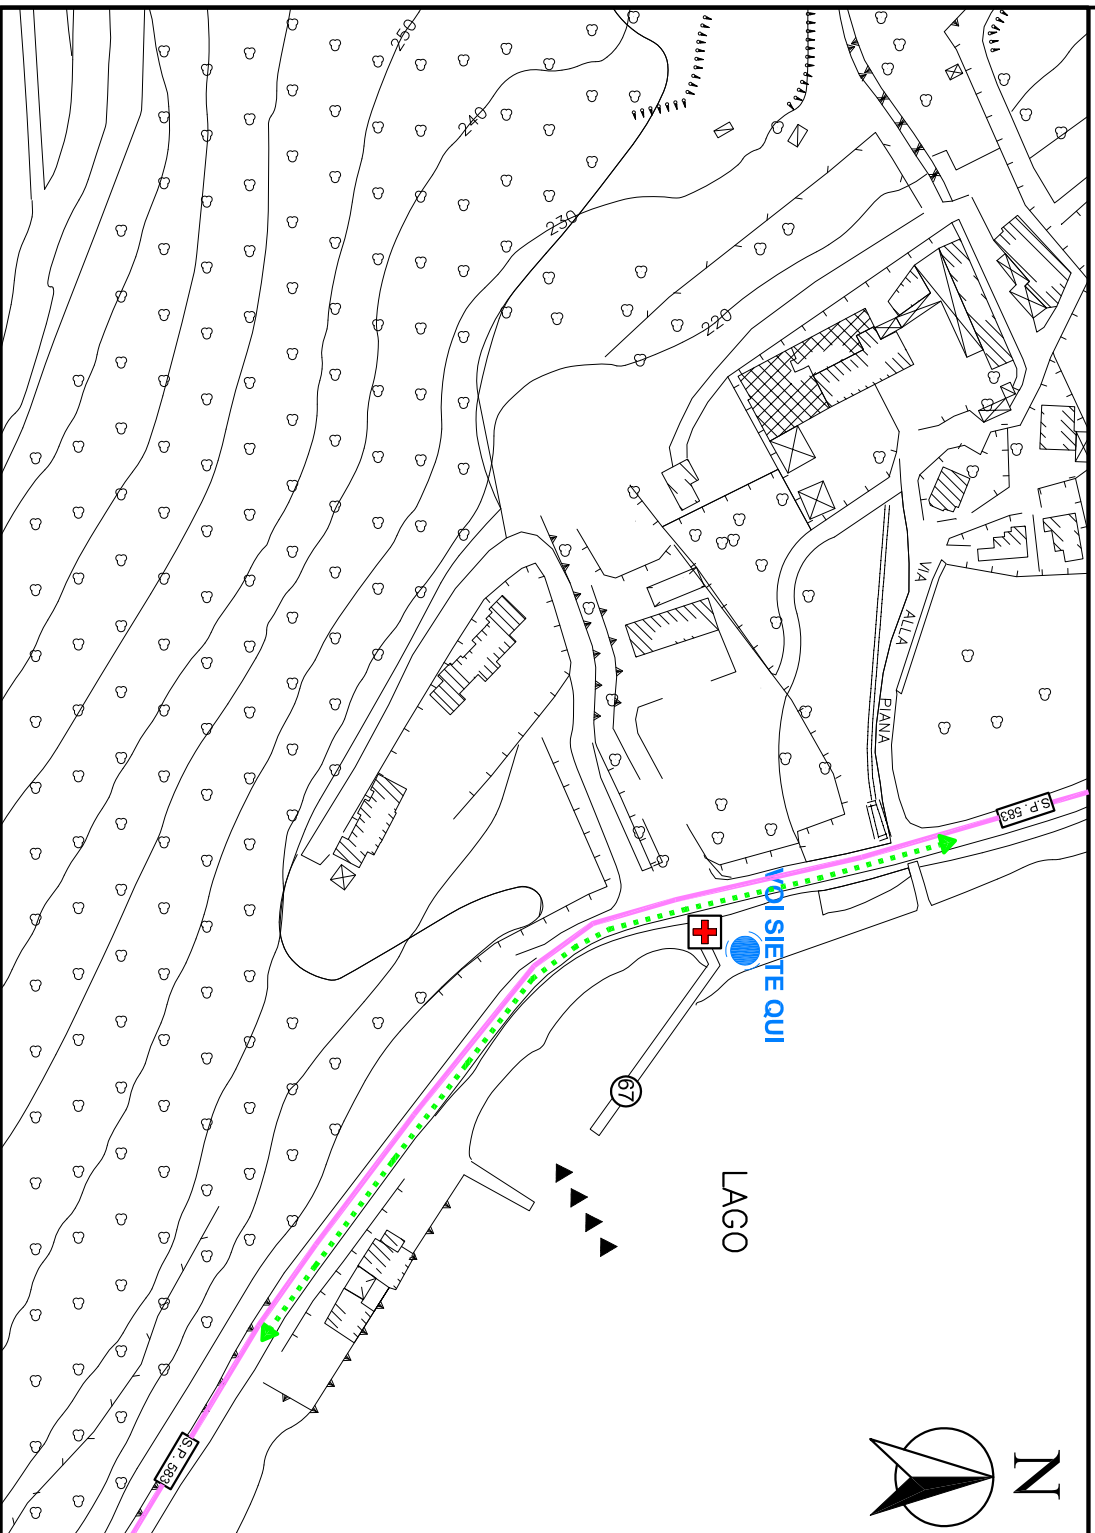 250
240
230
220
VIA ALLA PIANA
S.P. 583
VOI SIETE QUI
67
LAGO
S.P. 583
N